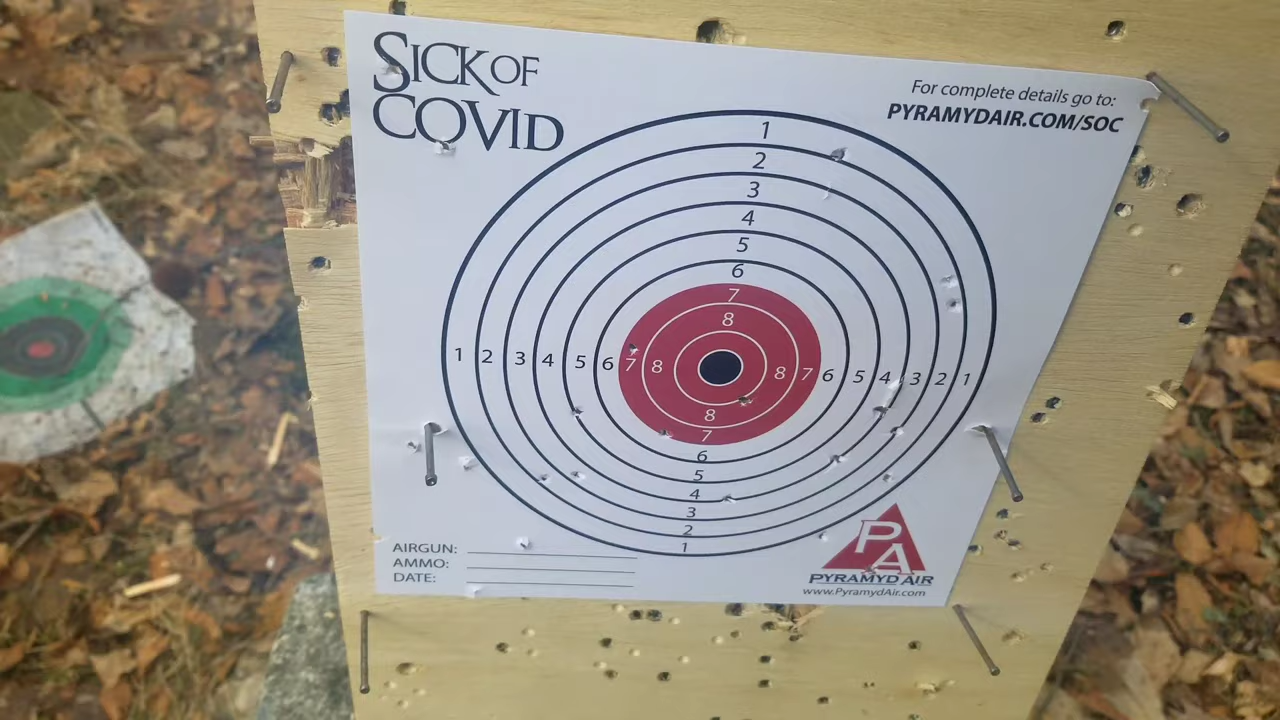 SICK OF
COVID
For complete details go to:
PYRAMYDAIR.COM/SOC
1
2
3
4
5
6
7
8
1 2 3 4 5 6 7 8 8 7 6 5 4 3 2 1
8
7
6
5
4
3
2
1
AIRGUN:
AMMO:
DATE:
PA
PYRAMYD AIR
www.PyramydAir.com